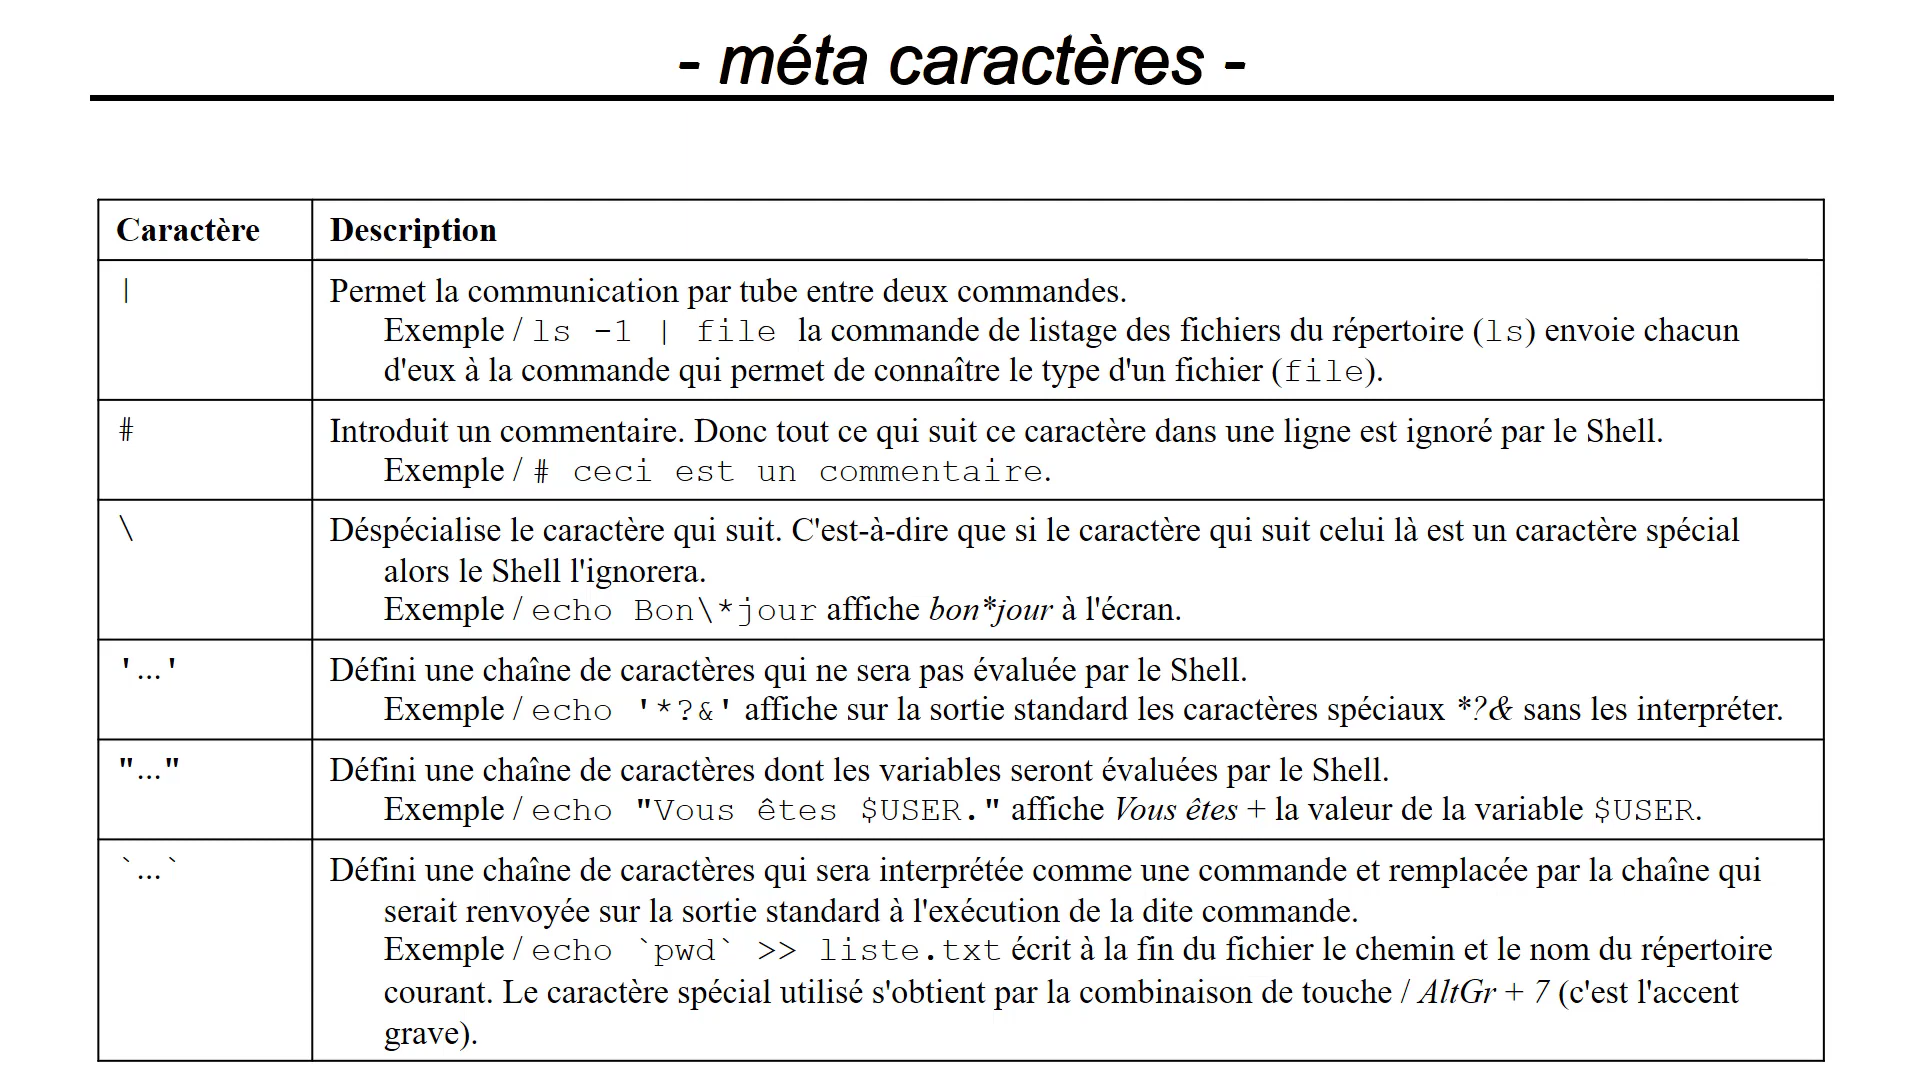 - méta caractères -
Caractère Description
| Permet la communication par tube entre deux commandes.
Exemple / ls -1 | file la commande de listage des fichiers du répertoire (ls) envoie chacun
d'eux à la commande qui permet de connaître le type d'un fichier (file).
# Introduit un commentaire. Donc tout ce qui suit ce caractère dans une ligne est ignoré par le Shell.
Exemple / # ceci est un commentaire.
\ Déspécialise le caractère qui suit. C'est-à-dire que si le caractère qui suit celui là est un caractère spécial
alors le Shell l'ignorera.
Exemple / echo Bon\*jour affiche bon*jour à l'écran.
'...' Défini une chaîne de caractères qui ne sera pas évaluée par le Shell.
Exemple / echo '*?&' affiche sur la sortie standard les caractères spéciaux *?& sans les interpréter.
"..." Défini une chaîne de caractères dont les variables seront évaluées par le Shell.
Exemple / echo "Vous êtes $USER." affiche Vous êtes + la valeur de la variable $USER.
`...` Défini une chaîne de caractères qui sera interprétée comme une commande et remplacée par la chaîne qui
serait renvoyée sur la sortie standard à l'exécution de la dite commande.
Exemple / echo `pwd` >> liste.txt écrit à la fin du fichier le chemin et le nom du répertoire
courant. Le caractère spécial utilisé s'obtient par la combinaison de touche / AltGr + 7 (c'est l'accent
grave).